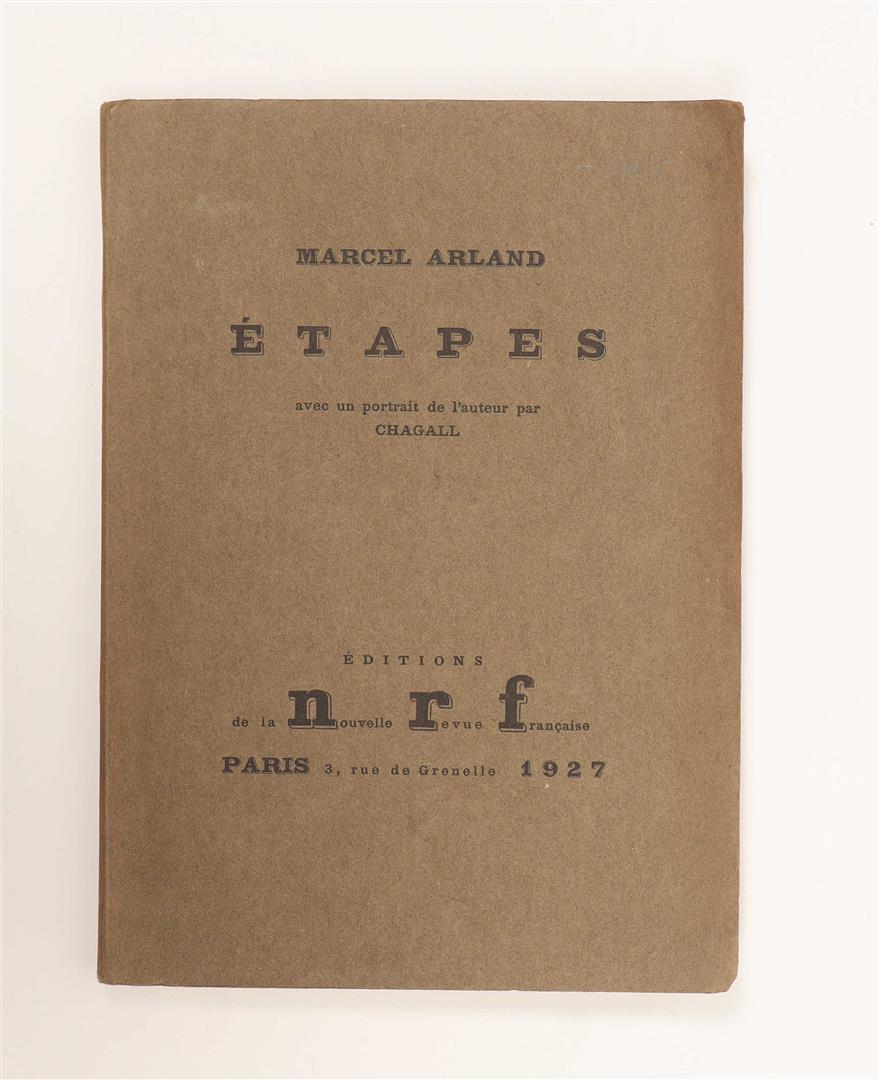 MARCEL ARLAND
ÉTAPES
avec un portrait de l'auteur par
CHAGALL
ÉDITIONS
de la nouvelle revue française
PARIS 3, rue de Grenelle 1927